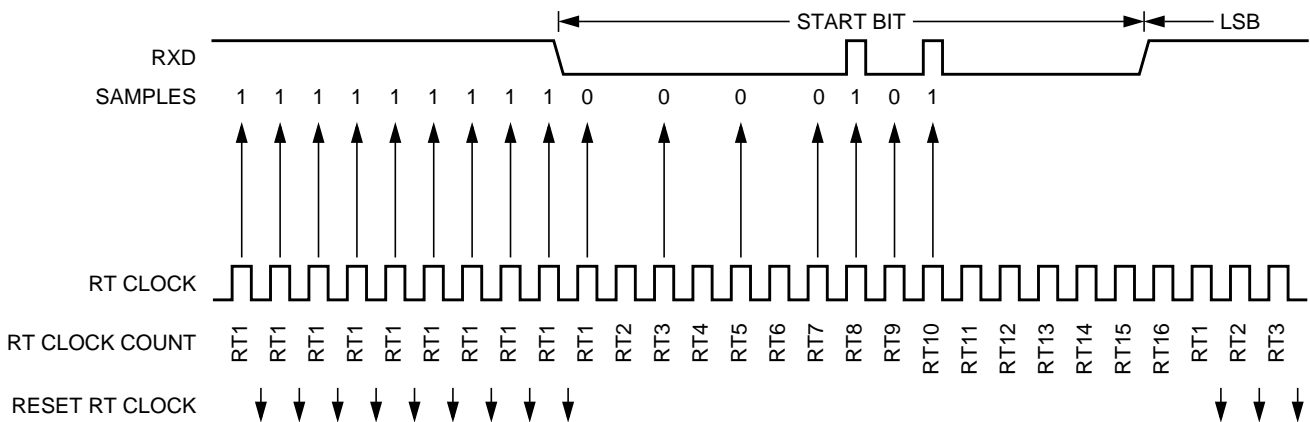 START BIT LSB
RXD
SAMPLES 1 1 1 1 1 1 1 1 1 0 0 0 0 1 0 1
RT CLOCK
RT CLOCK COUNT RT1 RT1 RT1 RT1 RT1 RT1 RT1 RT1 RT1 RT1 RT2 RT3 RT4 RT5 RT6 RT7 RT8 RT9 RT10 RT11 RT12 RT13 RT14 RT15 RT16 RT1 RT2 RT3
RESET RT CLOCK